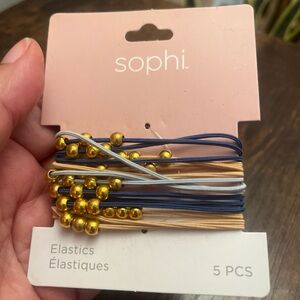 sophi.
Elastics
Élastiques
5 PCS